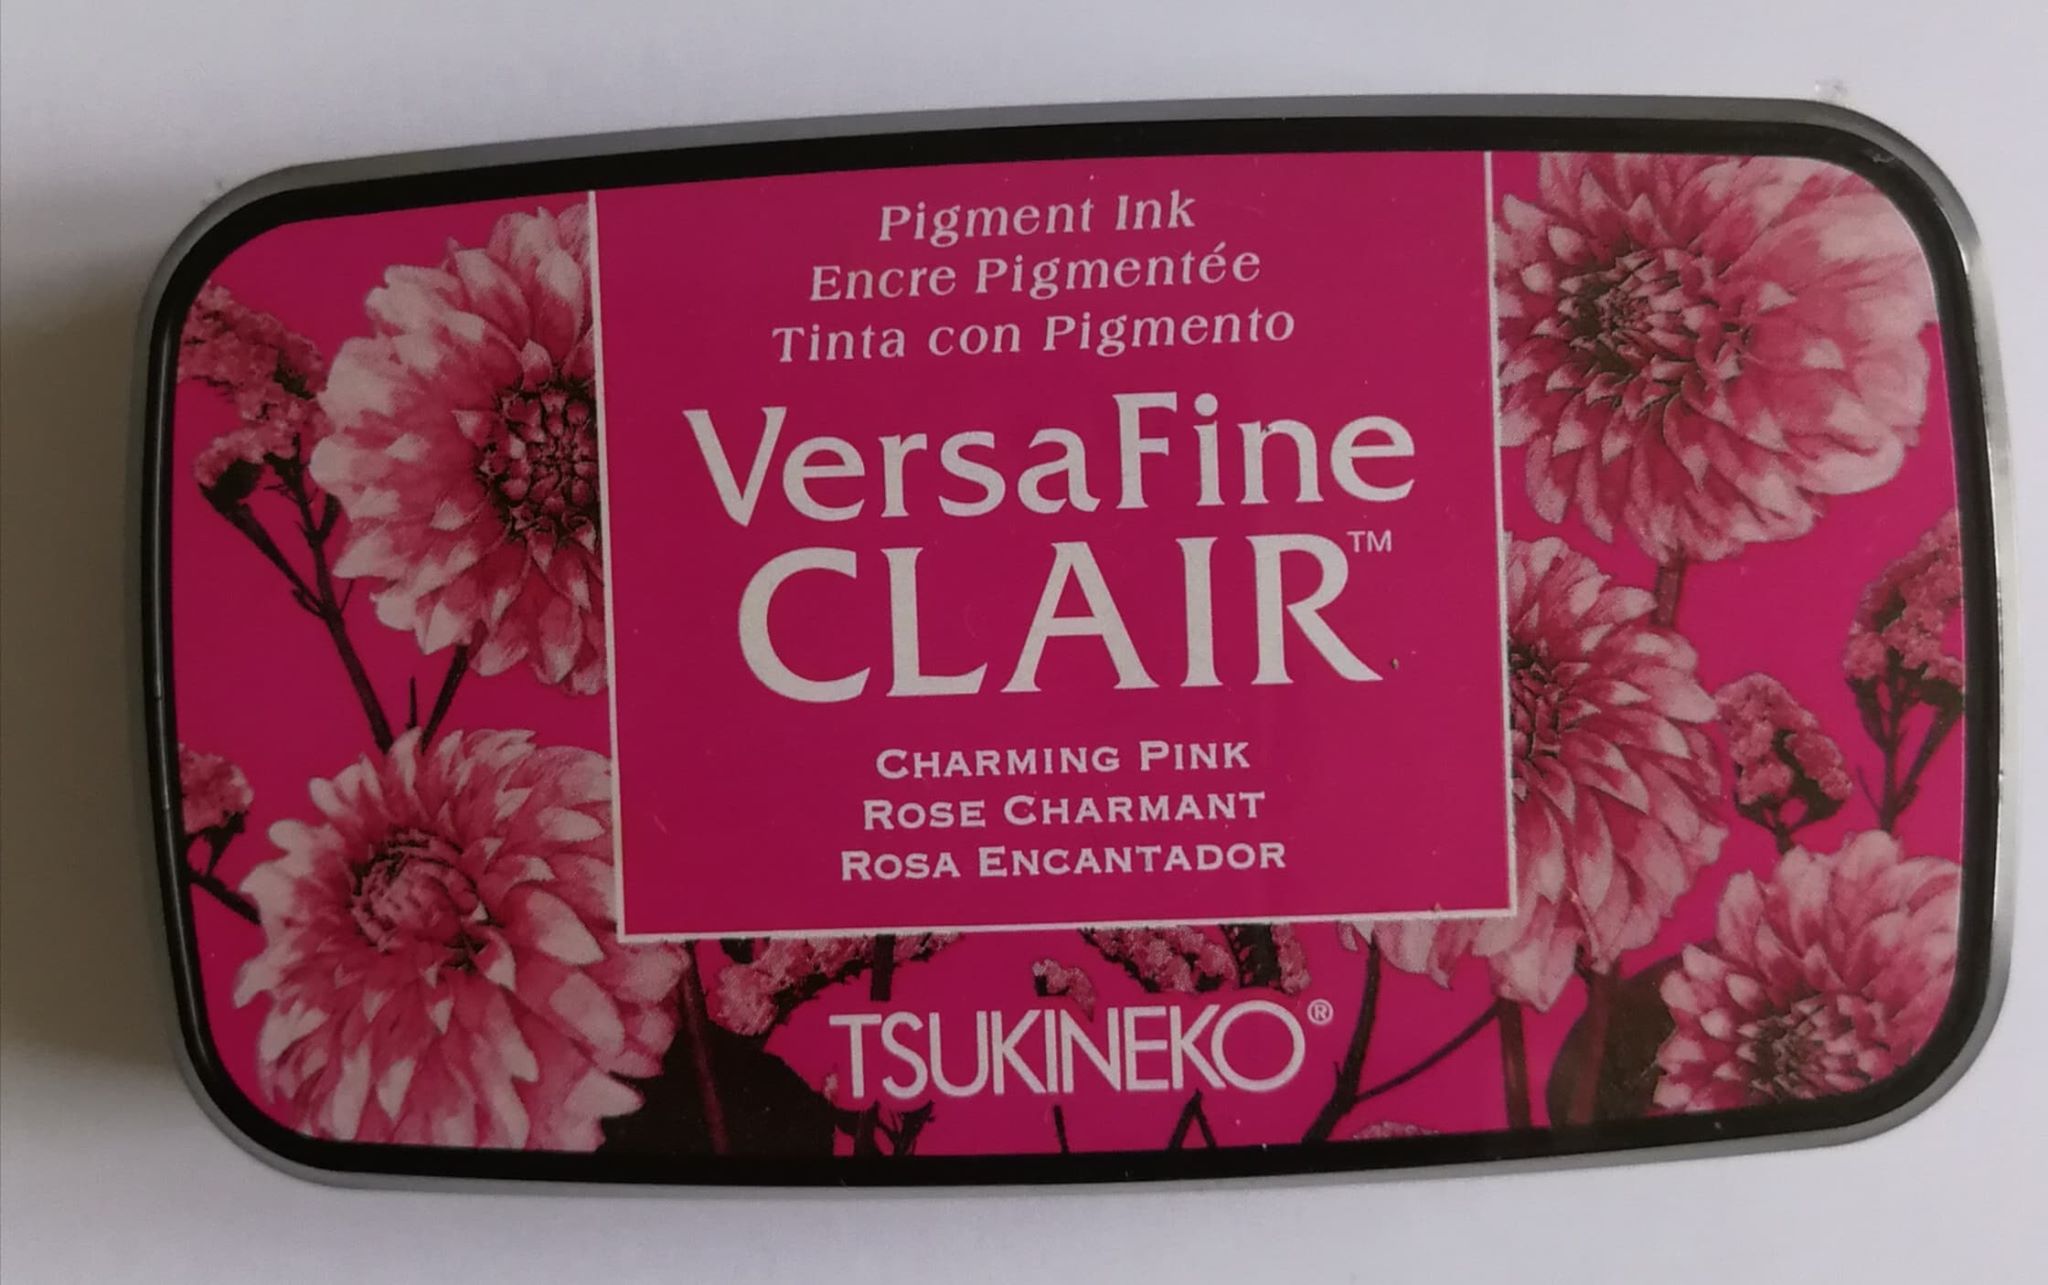 Pigment Ink
Encre Pigmentée
Tinta con Pigmento
VersaFine
CLAIR™
CHARMING PINK
ROSE CHARMANT
ROSA ENCANTADOR
TSUKINEKO®